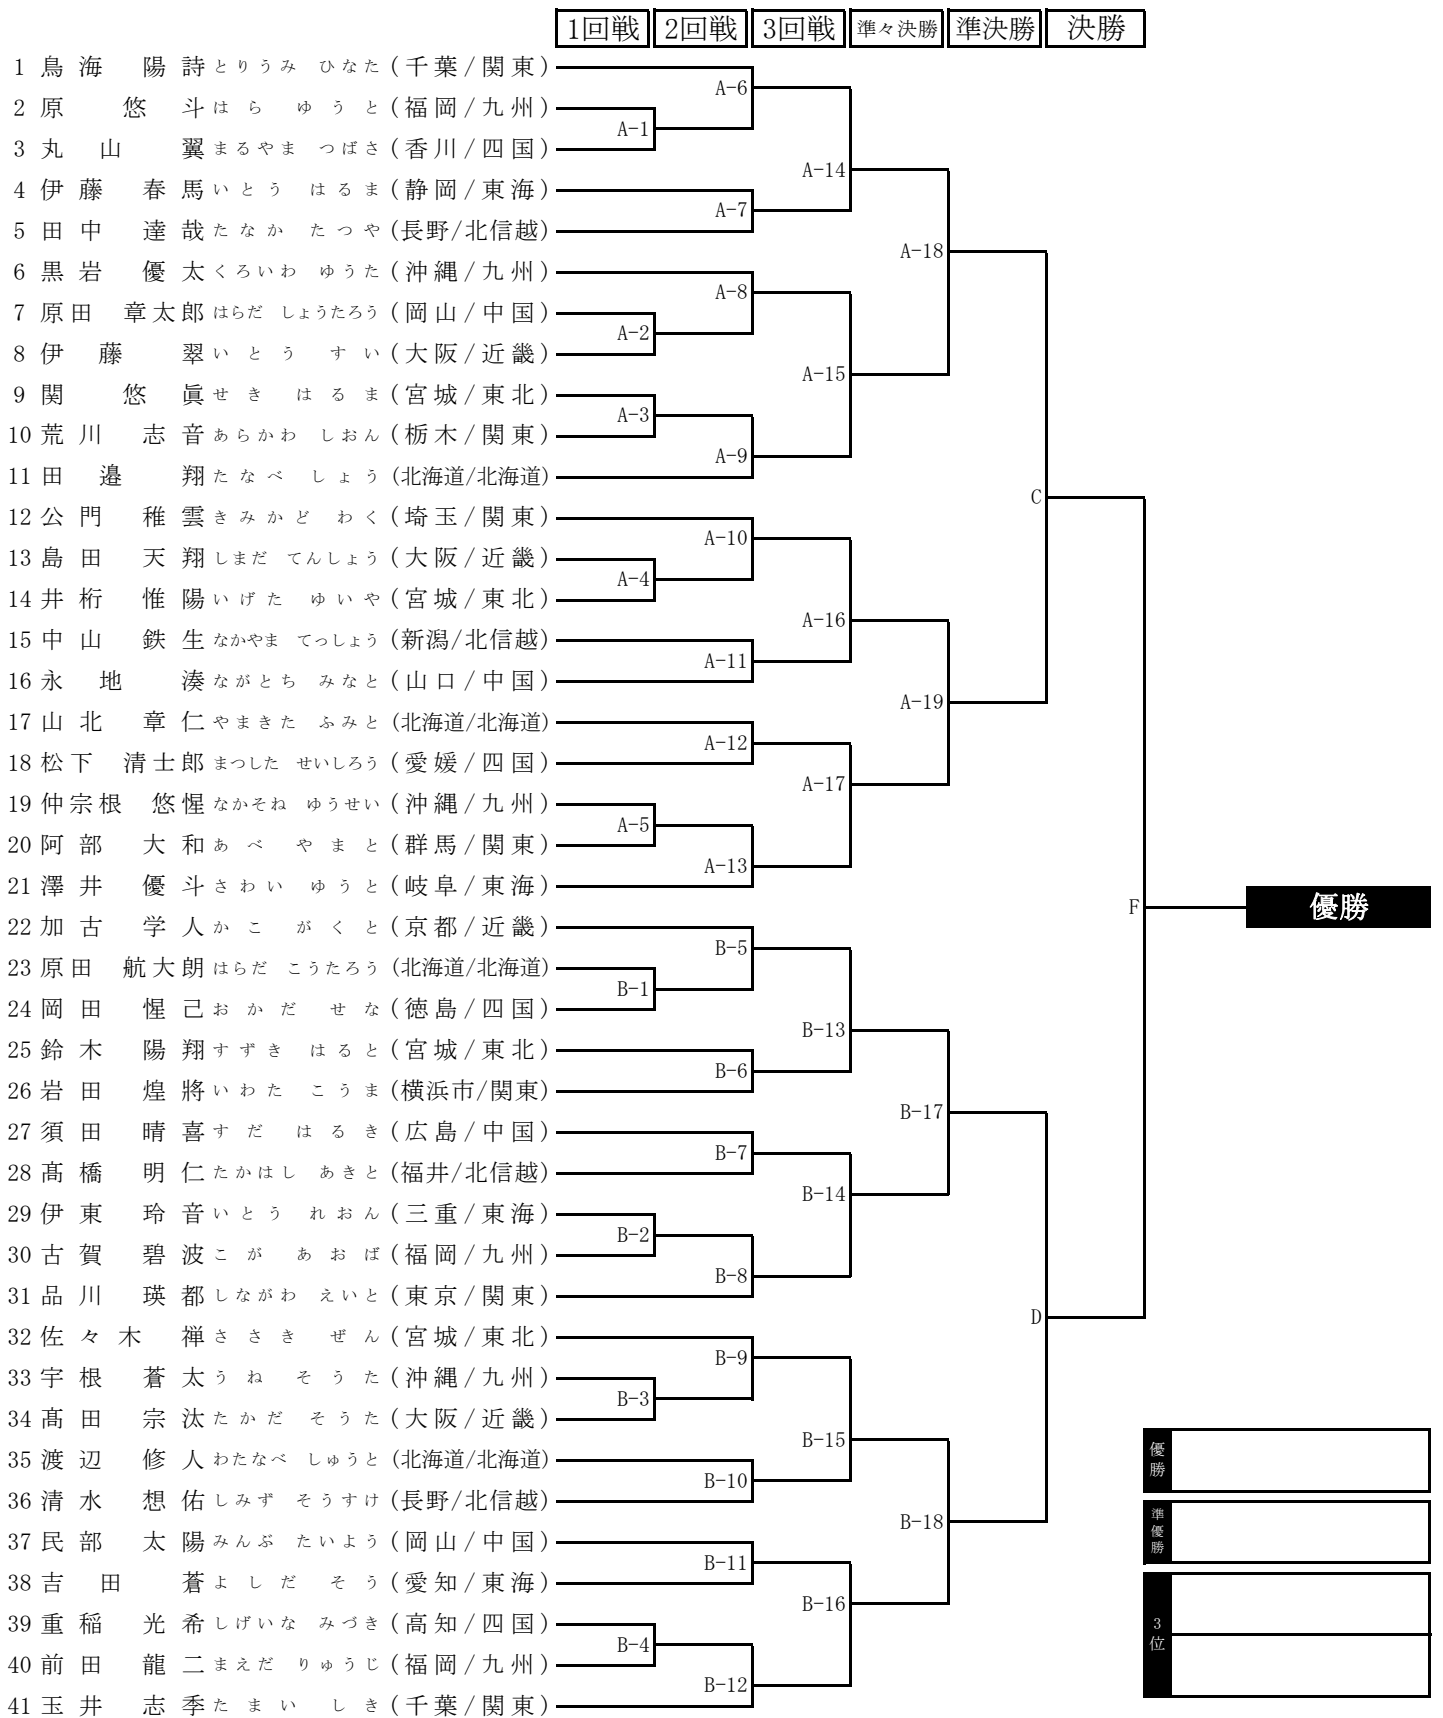 1回戦 2回戦 3回戦 準々決勝 準決勝 決勝
1 鳥海 陽詩 とりうみ ひなた (千葉/関東)
A-6
2 原 悠斗 はら ゆうと (福岡/九州)
A-1
3 丸山 翼 まるやま つばさ (香川/四国)
A-14
4 伊藤 春馬 いとう はるま (静岡/東海)
A-7
5 田中 達哉 たなか たつや (長野/北信越)
A-18
6 黒岩 優太 くろいわ ゆうた (沖縄/九州)
A-8
7 原田 章太郎 はらだ しょうたろう (岡山/中国)
A-2
8 伊藤 翠 いとう すい (大阪/近畿)
A-15
9 関 悠眞 せき はるま (宮城/東北)
A-3
10 荒川 志音 あらかわ しおん (栃木/関東)
A-9
11 田邉 翔 たなべ しょう (北海道/北海道)
C
12 公門 稚雲 きみかど わく (埼玉/関東)
A-10
13 島田 天翔 しまだ てんしょう (大阪/近畿)
A-4
14 井桁 惟陽 いげた ゆいや (宮城/東北)
A-16
15 中山 鉄生 なかやま てっしょう (新潟/北信越)
A-11
16 永地 湊 ながとち みなと (山口/中国)
A-19
17 山北 章仁 やまきた ふみと (北海道/北海道)
A-12
18 松下 清士郎 まつした せいしろう (愛媛/四国)
A-17
19 仲宗根 悠惺 なかそね ゆうせい (沖縄/九州)
A-5
20 阿部 大和 あべ やまと (群馬/関東)
A-13
21 澤井 優斗 さわい ゆうと (岐阜/東海)
F 優勝
22 加古 学人 かこ がくと (京都/近畿)
B-5
23 原田 航大朗 はらだ こうたろう (北海道/北海道)
B-1
24 岡田 惺己 おかだ せな (徳島/四国)
B-13
25 鈴木 陽翔 すずき はると (宮城/東北)
B-6
26 岩田 煌將 いわた こうま (横浜市/関東)
B-17
27 須田 晴喜 すだ はるき (広島/中国)
B-7
28 髙橋 明仁 たかはし あきと (福井/北信越)
B-14
29 伊東 玲音 いとう れおん (三重/東海)
B-2
30 古賀 碧波 こが あおば (福岡/九州)
B-8
31 品川 瑛都 しながわ えいと (東京/関東)
D
32 佐々木 禅 ささき ぜん (宮城/東北)
B-9
33 宇根 蒼太 うね そうた (沖縄/九州)
B-3
34 髙田 宗汰 たかだ そうた (大阪/近畿)
B-15
35 渡辺 修人 わたなべ しゅうと (北海道/北海道)
B-10
36 清水 想佑 しみず そうすけ (長野/北信越)
B-18
37 民部 太陽 みんぶ たいよう (岡山/中国)
B-11
38 吉田 蒼 よしだ そう (愛知/東海)
B-16
39 重稲 光希 しげいな みづき (高知/四国)
B-4
40 前田 龍二 まえだ りゅうじ (福岡/九州)
B-12
41 玉井 志季 たまい しき (千葉/関東)
優勝
準優勝
3位